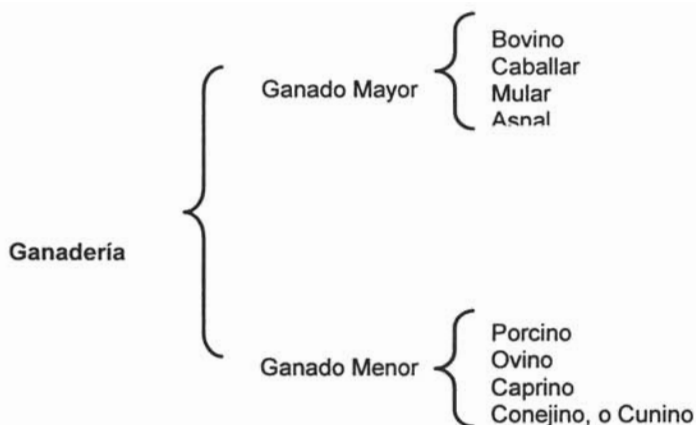 Bovino
Caballar
Ganado Mayor
Mular
Asnal
Ganadería
Porcino
Ovino
Ganado Menor
Caprino
Conejino, o Cunino